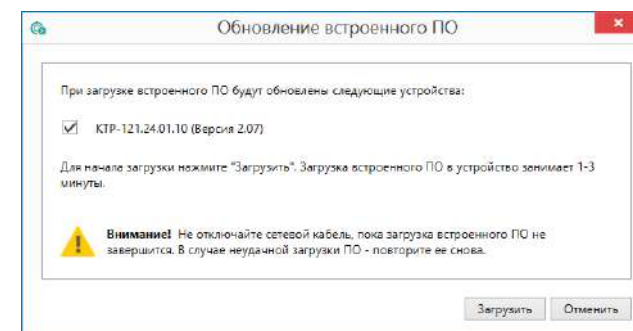 Обновление встроенного ПО
При загрузке встроенного ПО будут обновлены следующие устройства:
КТР-121.24.01.10 (Версия 2.07)
Для начала загрузки нажмите "Загрузить". Загрузка встроенного ПО в устройство занимает 1-3
минуты.
Внимание! Не отключайте сетевой кабель, пока загрузка встроенного ПО не
завершится. В случае неудачной загрузки ПО - повторите ее снова.
Загрузить Отменить